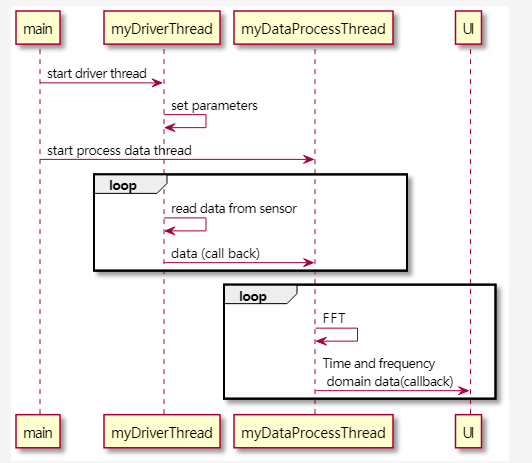 main
myDriverThread
myDataProcessThread
UI
start driver thread
set parameters
start process data thread
loop
read data from sensor
data (call back)
loop
FFT
Time and frequency
domain data(callback)
main
myDriverThread
myDataProcessThread
UI